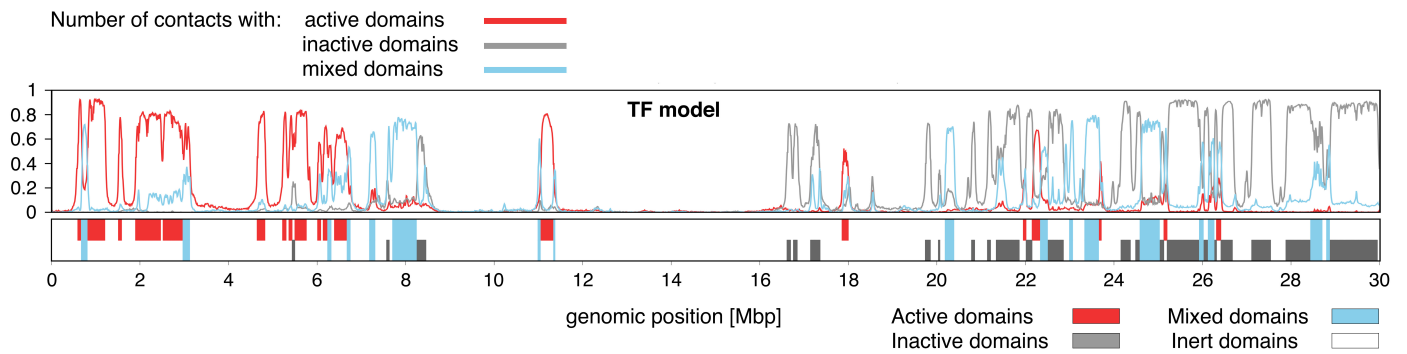 Number of contacts with: active domains
inactive domains
mixed domains
TF model
1
0.8
0.6
0.4
0.2
0
0 2 4 6 8 10 12 14 16 18 20 22 24 26 28 30
genomic position [Mbp]
Active domains Mixed domains
Inactive domains Inert domains